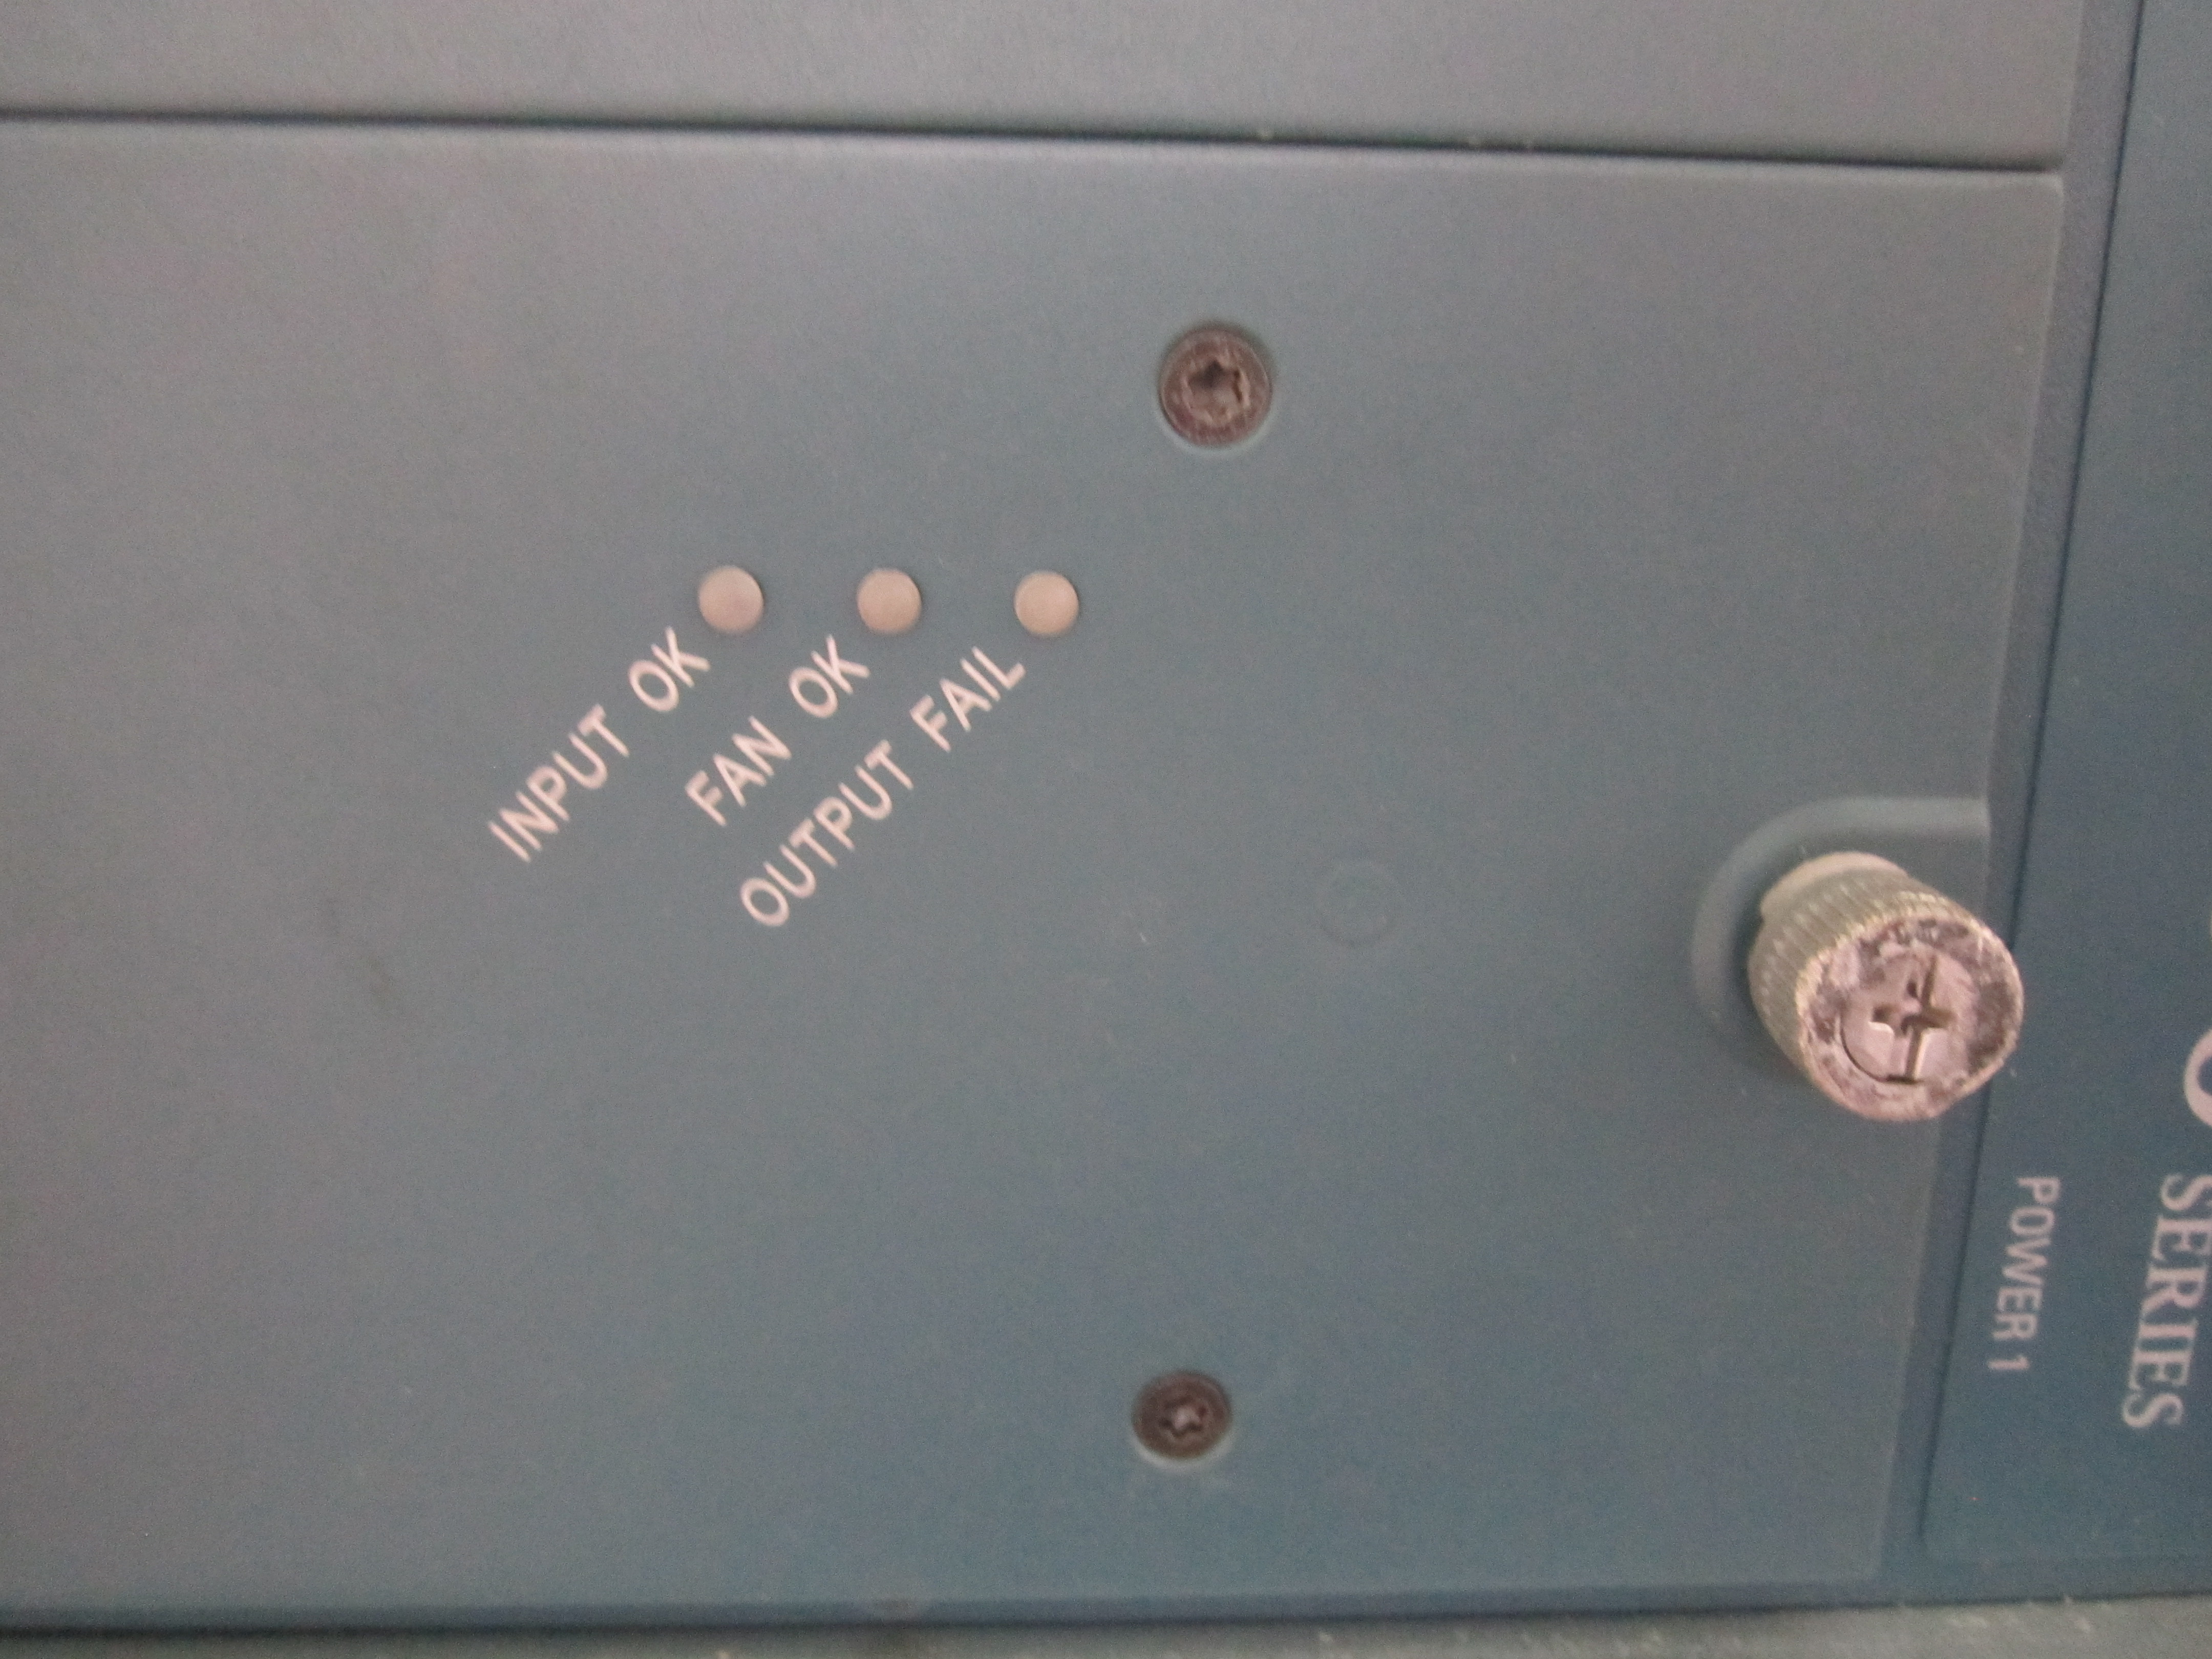 INPUT OK
FAN OK
OUTPUT FAIL
POWER 1
SERIES